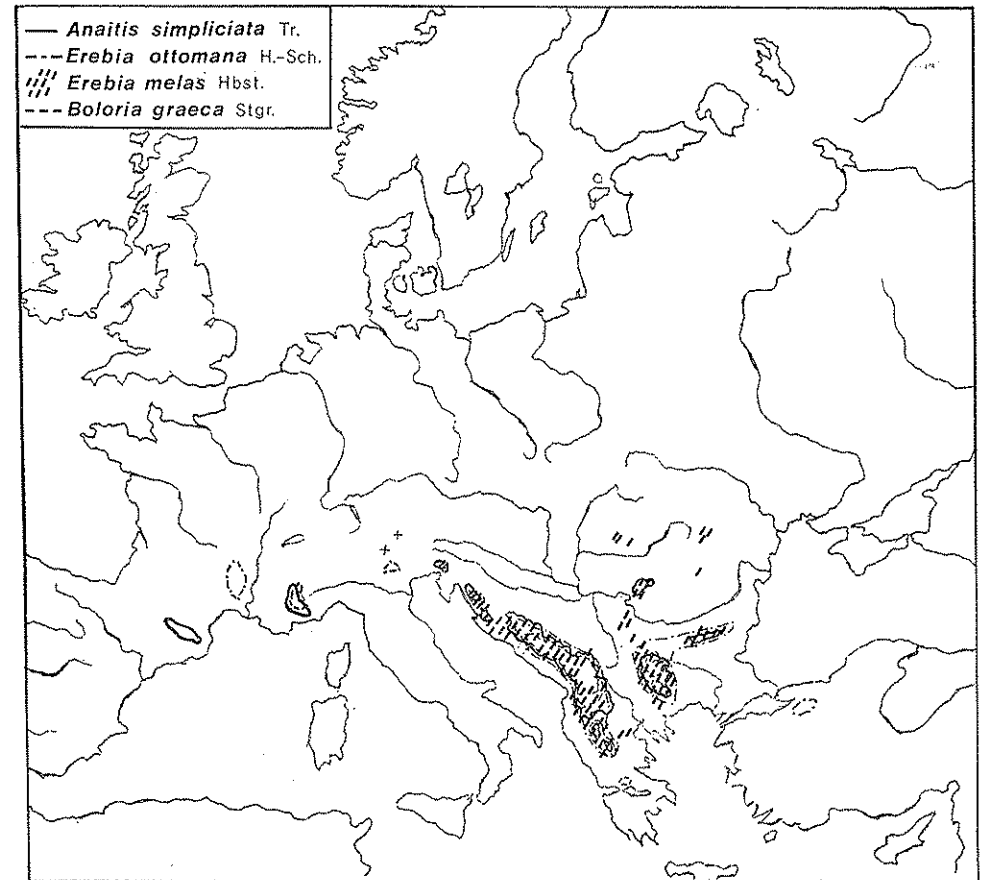 Anaitis simpliciata Tr.
Erebia ottomana H.-Sch.
Erebia melas Hbst.
Boloria graeca Stgr.